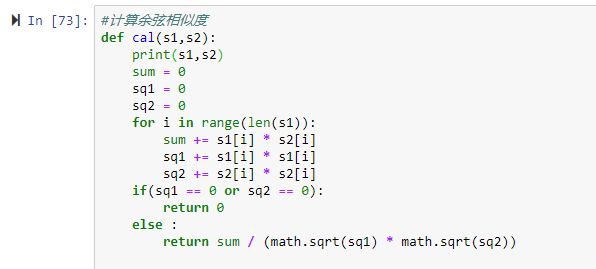 In [73]: #计算余弦相似度
def cal(s1,s2):
    print(s1,s2)
    sum = 0
    sq1 = 0
    sq2 = 0
    for i in range(len(s1)):
        sum += s1[i] * s2[i]
        sq1 += s1[i] * s1[i]
        sq2 += s2[i] * s2[i]
    if(sq1 == 0 or sq2 == 0):
        return 0
    else :
        return sum / (math.sqrt(sq1) * math.sqrt(sq2))